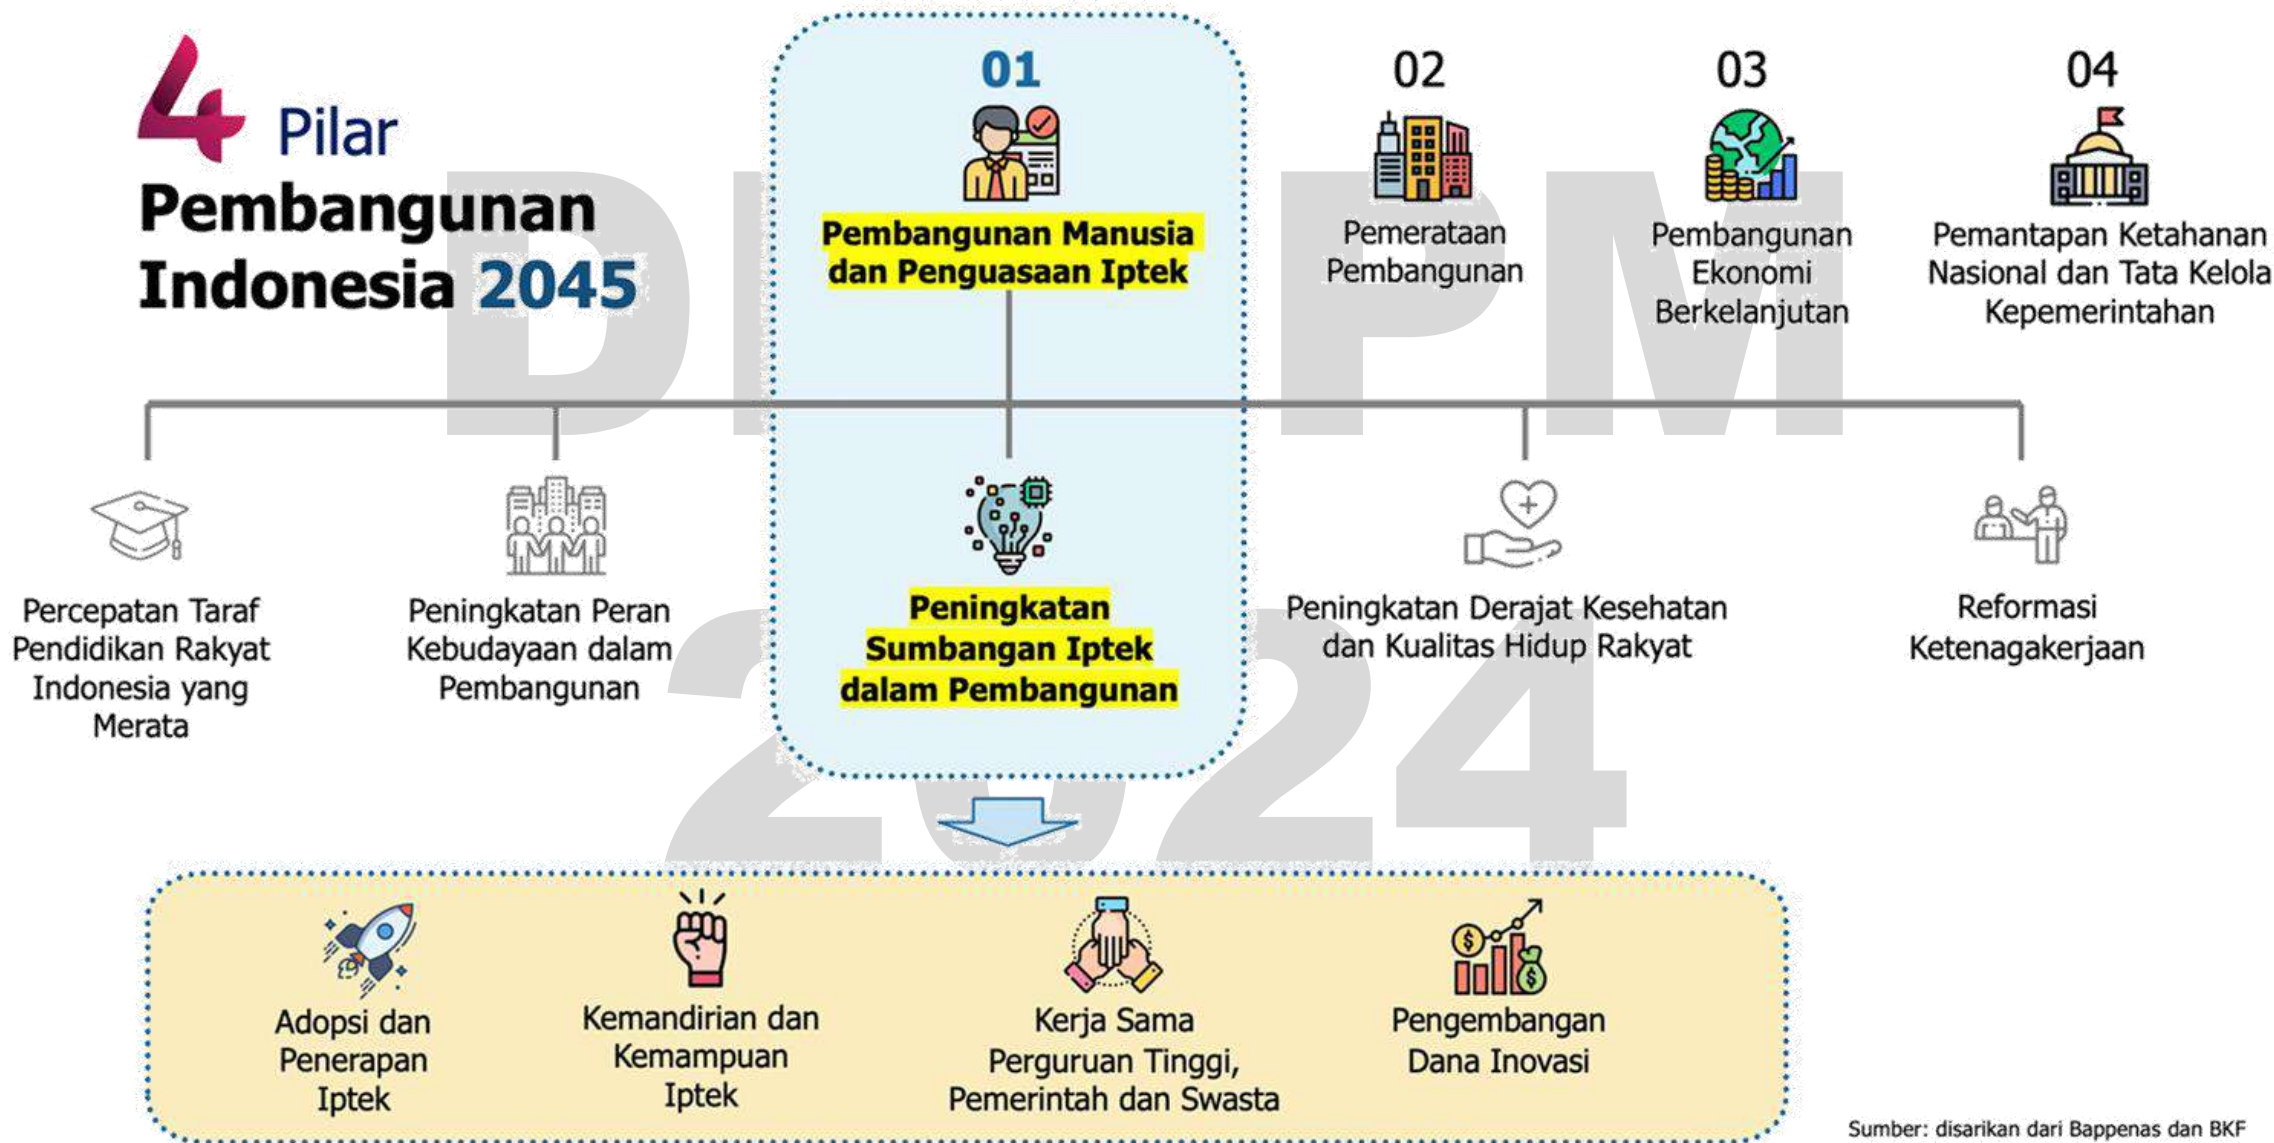 4 Pilar
Pembangunan
Indonesia 2045
01
Pembangunan Manusia
dan Penguasaan Iptek
02
Pemerataan
Pembangunan
03
Pembangunan
Ekonomi
Berkelanjutan
04
Pemantapan Ketahanan
Nasional dan Tata Kelola
Kepemerintahan
Percepatan Taraf
Pendidikan Rakyat
Indonesia yang
Merata
Peningkatan Peran
Kebudayaan dalam
Pembangunan
Peningkatan
Sumbangan Iptek
dalam Pembangunan
Peningkatan Derajat Kesehatan
dan Kualitas Hidup Rakyat
Reformasi
Ketenagakerjaan
Adopsi dan
Penerapan
Iptek
Kemandirian dan
Kemampuan
Iptek
Kerja Sama
Perguruan Tinggi,
Pemerintah dan Swasta
Pengembangan
Dana Inovasi
Sumber: disarikan dari Bappenas dan BKF
2024